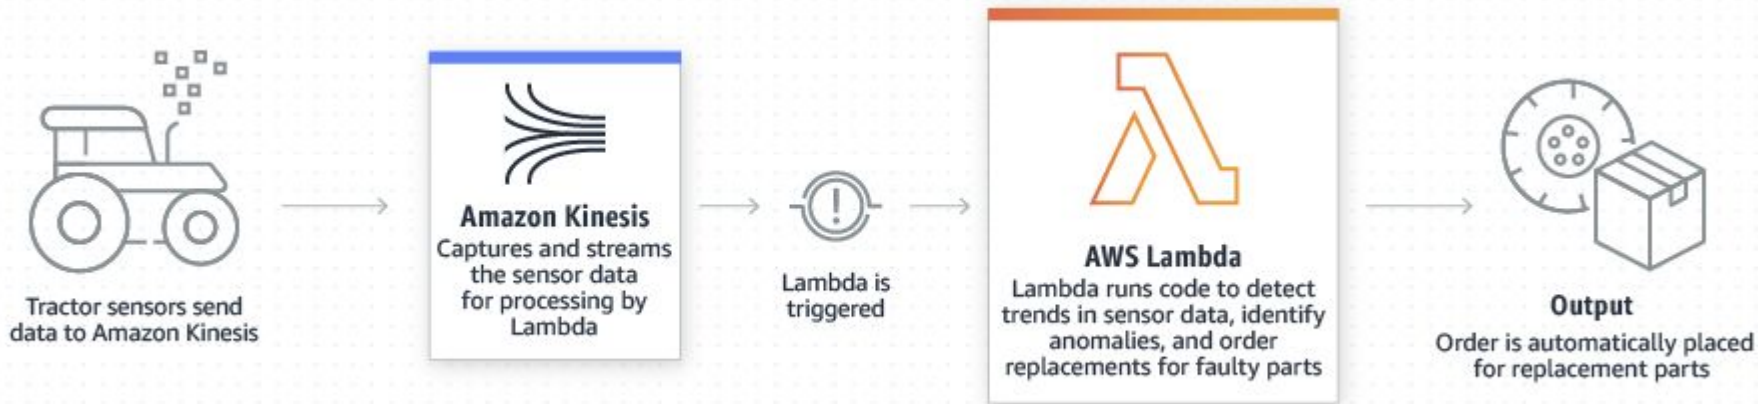 Tractor sensors send
data to Amazon Kinesis
Amazon Kinesis
Captures and streams
the sensor data
for processing by
Lambda
Lambda is
triggered
AWS Lambda
Lambda runs code to detect
trends in sensor data, identify
anomalies, and order
replacements for faulty parts
Output
Order is automatically placed
for replacement parts